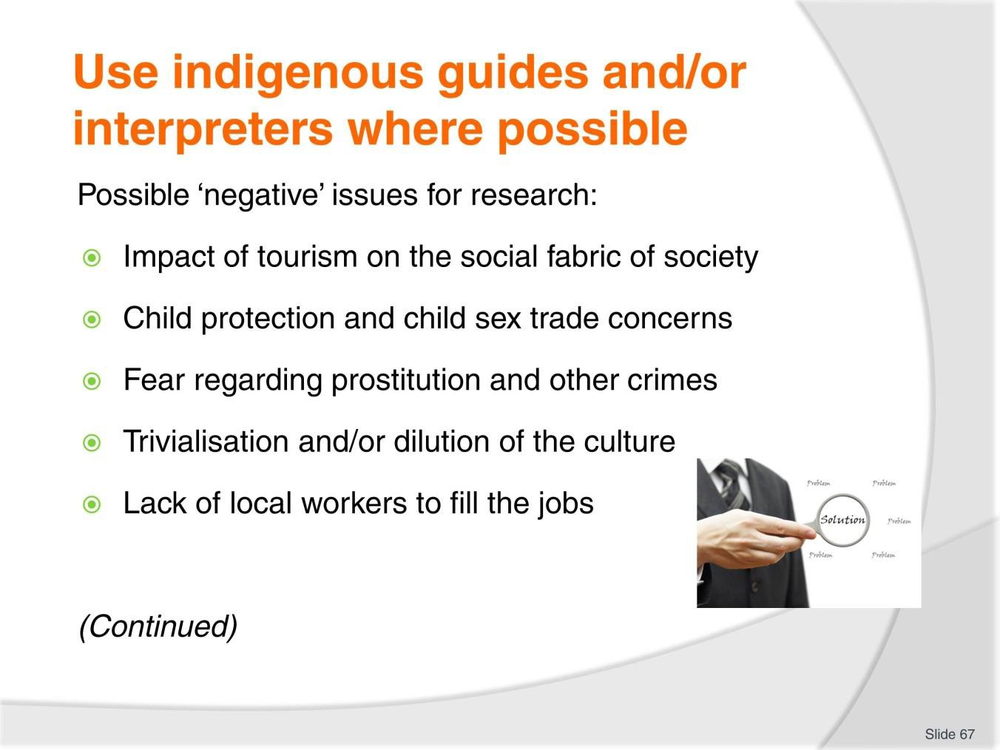 Use indigenous guides and/or
interpreters where possible
Possible ‘negative’ issues for research:
Impact of tourism on the social fabric of society
Child protection and child sex trade concerns
Fear regarding prostitution and other crimes
Trivialisation and/or dilution of the culture
Lack of local workers to fill the jobs
Problem
Problem
Solution
Problem
Problem
Problem
(Continued)
Slide 67